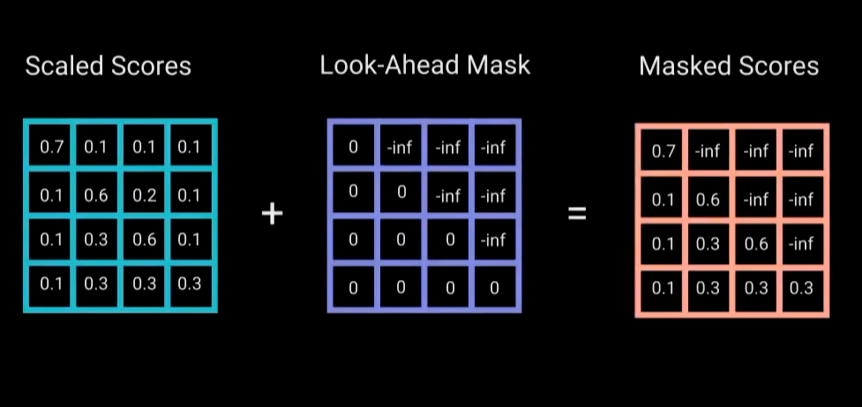 Scaled Scores
Look-Ahead Mask
Masked Scores
0.7 0.1 0.1 0.1
0.1 0.6 0.2 0.1
0.1 0.3 0.6 0.1
0.1 0.3 0.3 0.3
+
0 -inf -inf -inf
0 0 -inf -inf
0 0 0 -inf
0 0 0 0
=
0.7 -inf -inf -inf
0.1 0.6 -inf -inf
0.1 0.3 0.6 -inf
0.1 0.3 0.3 0.3